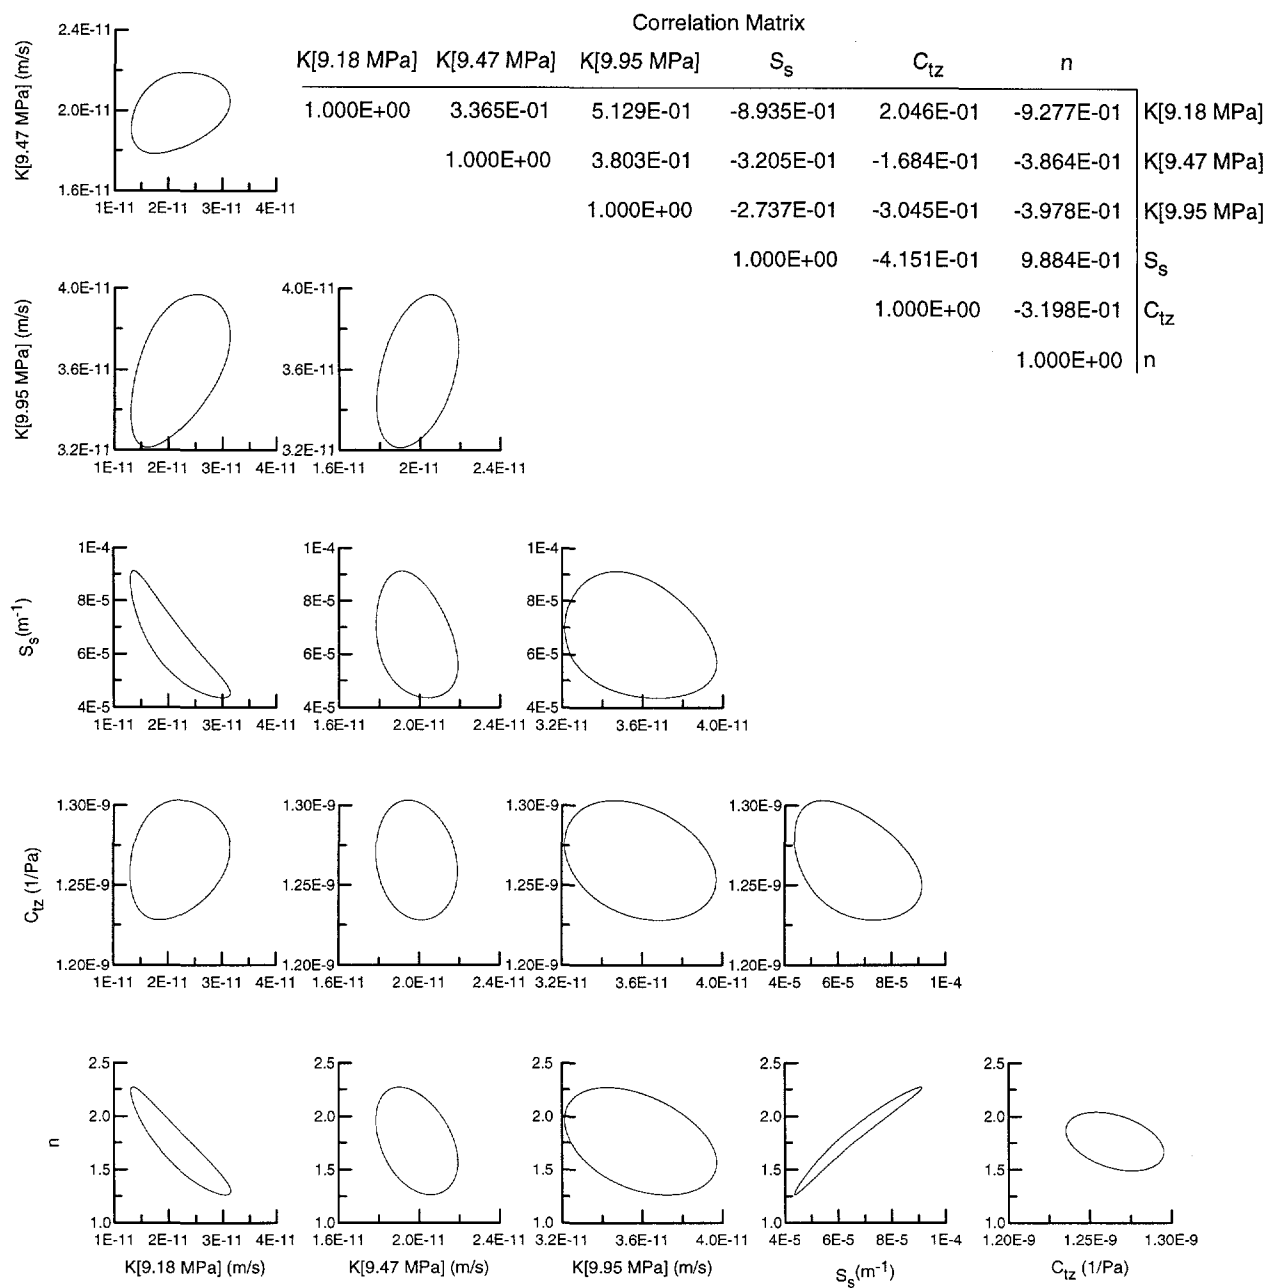 Correlation Matrix
K[9.18 MPa] K[9.47 MPa] K[9.95 MPa] Ss Ctz n
1.000E+00 3.365E-01 5.129E-01 -8.935E-01 2.046E-01 -9.277E-01 K[9.18 MPa]
1.000E+00 3.803E-01 -3.205E-01 -1.684E-01 -3.864E-01 K[9.47 MPa]
1.000E+00 -2.737E-01 -3.045E-01 -3.978E-01 K[9.95 MPa]
1.000E+00 -4.151E-01 9.884E-01 Ss
1.000E+00 -3.198E-01 Ctz
1.000E+00 n
K[9.47 MPa] (m/s)
2.4E-11
2.0E-11
1.6E-11
1E-11 2E-11 3E-11 4E-11
K[9.95 MPa] (m/s)
4.0E-11 4.0E-11
3.6E-11 3.6E-11
3.2E-11 3.2E-11
1E-11 2E-11 3E-11 4E-11 1.6E-11 2E-11 2.4E-11
Ss(m-1)
1E-4 1E-4 1E-4
8E-5 8E-5 8E-5
6E-5 6E-5 6E-5
4E-5 4E-5 4E-5
1E-11 2E-11 3E-11 4E-11 1.6E-11 2.0E-11 2.4E-11 3.2E-11 3.6E-11 4.0E-11
Ctz (1/Pa)
1.30E-9 1.30E-9 1.30E-9 1.30E-9
1.25E-9 1.25E-9 1.25E-9 1.25E-9
1.20E-9 1.20E-9 1.20E-9 1.20E-9
1E-11 2E-11 3E-11 4E-11 1.6E-11 2.0E-11 2.4E-11 3.2E-11 3.6E-11 4.0E-11 4E-5 6E-5 8E-5 1E-4
n
2.5 2.5 2.5 2.5 2.5
2.0 2.0 2.0 2.0 2.0
1.5 1.5 1.5 1.5 1.5
1.0 1.0 1.0 1.0 1.0
1E-11 2E-11 3E-11 4E-11 1.6E-11 2.0E-11 2.4E-11 3.2E-11 3.6E-11 4.0E-11 4E-5 6E-5 8E-5 1E-4 1.20E-9 1.25E-9 1.30E-9
K[9.18 MPa] (m/s) K[9.47 MPa] (m/s) K[9.95 MPa] (m/s) Ss(m-1) Ctz (1/Pa)